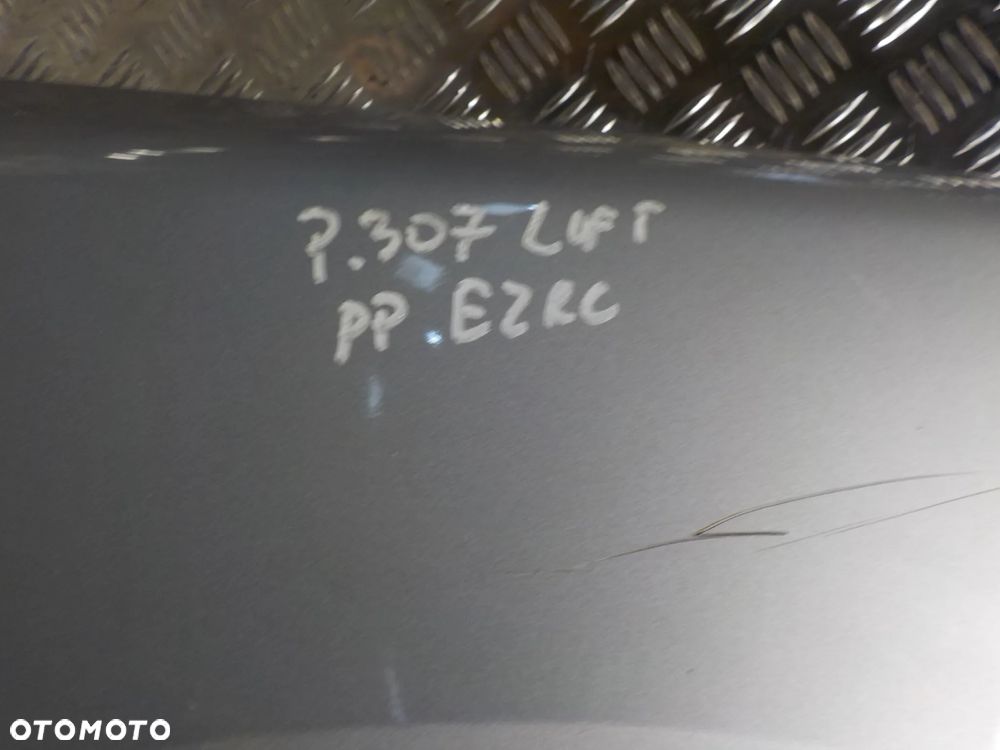 P.307 LIFT
PP. EZRC
OTOMOTO